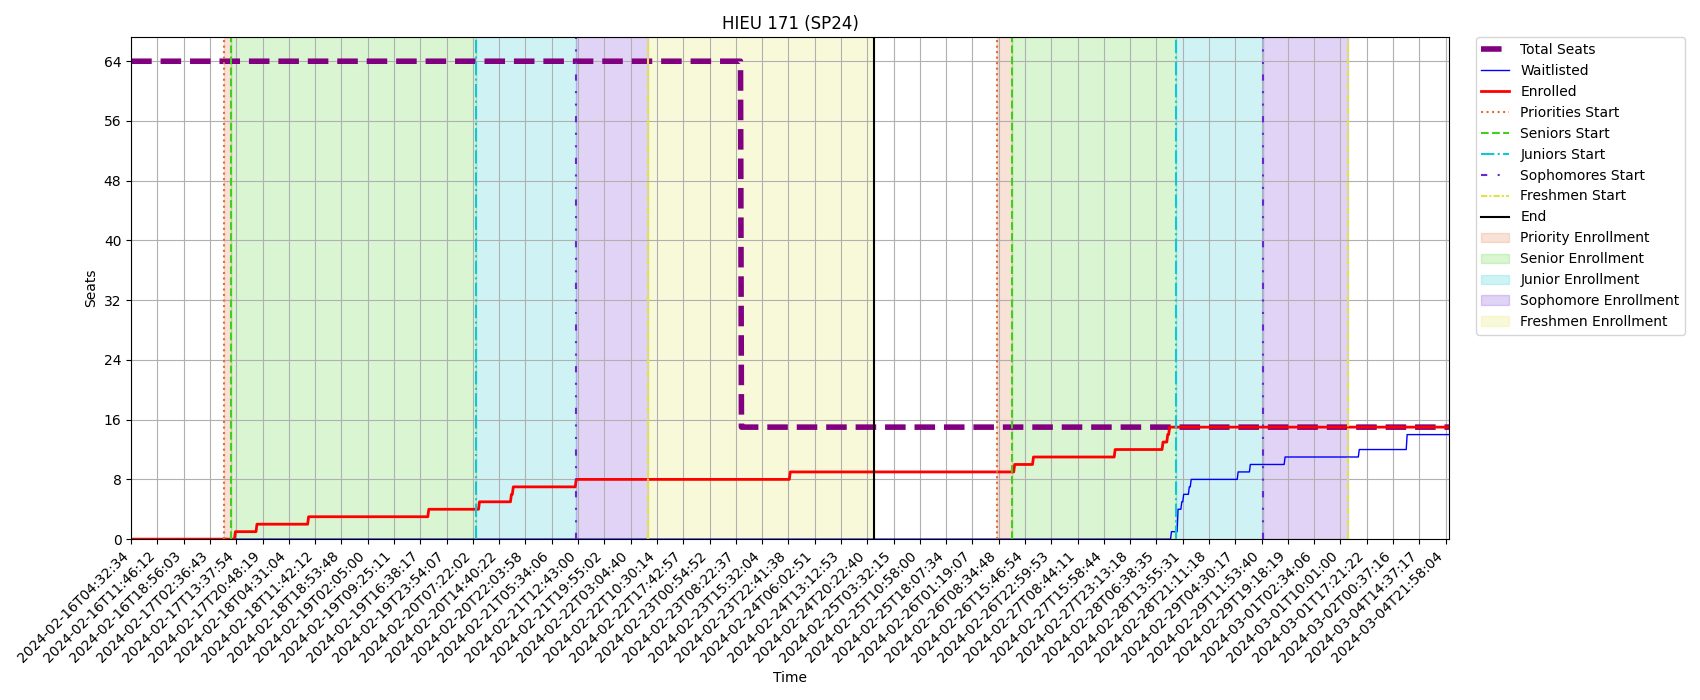 HIEU 171 (SP24)
Seats
64
56
48
40
32
24
16
8
0
2024-02-16T04:32:34
2024-02-16T11:46:12
2024-02-16T18:56:03
2024-02-17T02:36:43
2024-02-17T13:37:54
2024-02-17T20:48:19
2024-02-18T04:31:04
2024-02-18T11:42:12
2024-02-18T18:53:48
2024-02-19T02:05:00
2024-02-19T09:25:11
2024-02-19T16:38:17
2024-02-19T23:54:07
2024-02-20T07:22:02
2024-02-20T14:40:22
2024-02-20T22:03:58
2024-02-21T05:34:06
2024-02-21T12:43:00
2024-02-21T19:55:02
2024-02-22T03:04:40
2024-02-22T10:30:14
2024-02-22T17:42:57
2024-02-23T00:54:52
2024-02-23T08:22:37
2024-02-23T15:32:04
2024-02-23T22:41:38
2024-02-24T06:02:51
2024-02-24T13:12:53
2024-02-24T20:22:40
2024-02-25T03:32:15
2024-02-25T10:58:00
2024-02-25T18:07:34
2024-02-26T01:19:07
2024-02-26T08:34:48
2024-02-26T15:46:54
2024-02-26T22:59:53
2024-02-27T08:44:11
2024-02-27T15:58:44
2024-02-27T23:13:18
2024-02-28T06:38:35
2024-02-28T13:55:31
2024-02-28T21:11:18
2024-02-29T04:30:17
2024-02-29T11:53:40
2024-02-29T19:18:19
2024-03-01T02:34:06
2024-03-01T10:01:00
2024-03-01T17:21:22
2024-03-02T00:37:16
2024-03-04T14:37:17
2024-03-04T21:58:04
Time
Total Seats
Waitlisted
Enrolled
Priorities Start
Seniors Start
Juniors Start
Sophomores Start
Freshmen Start
End
Priority Enrollment
Senior Enrollment
Junior Enrollment
Sophomore Enrollment
Freshmen Enrollment